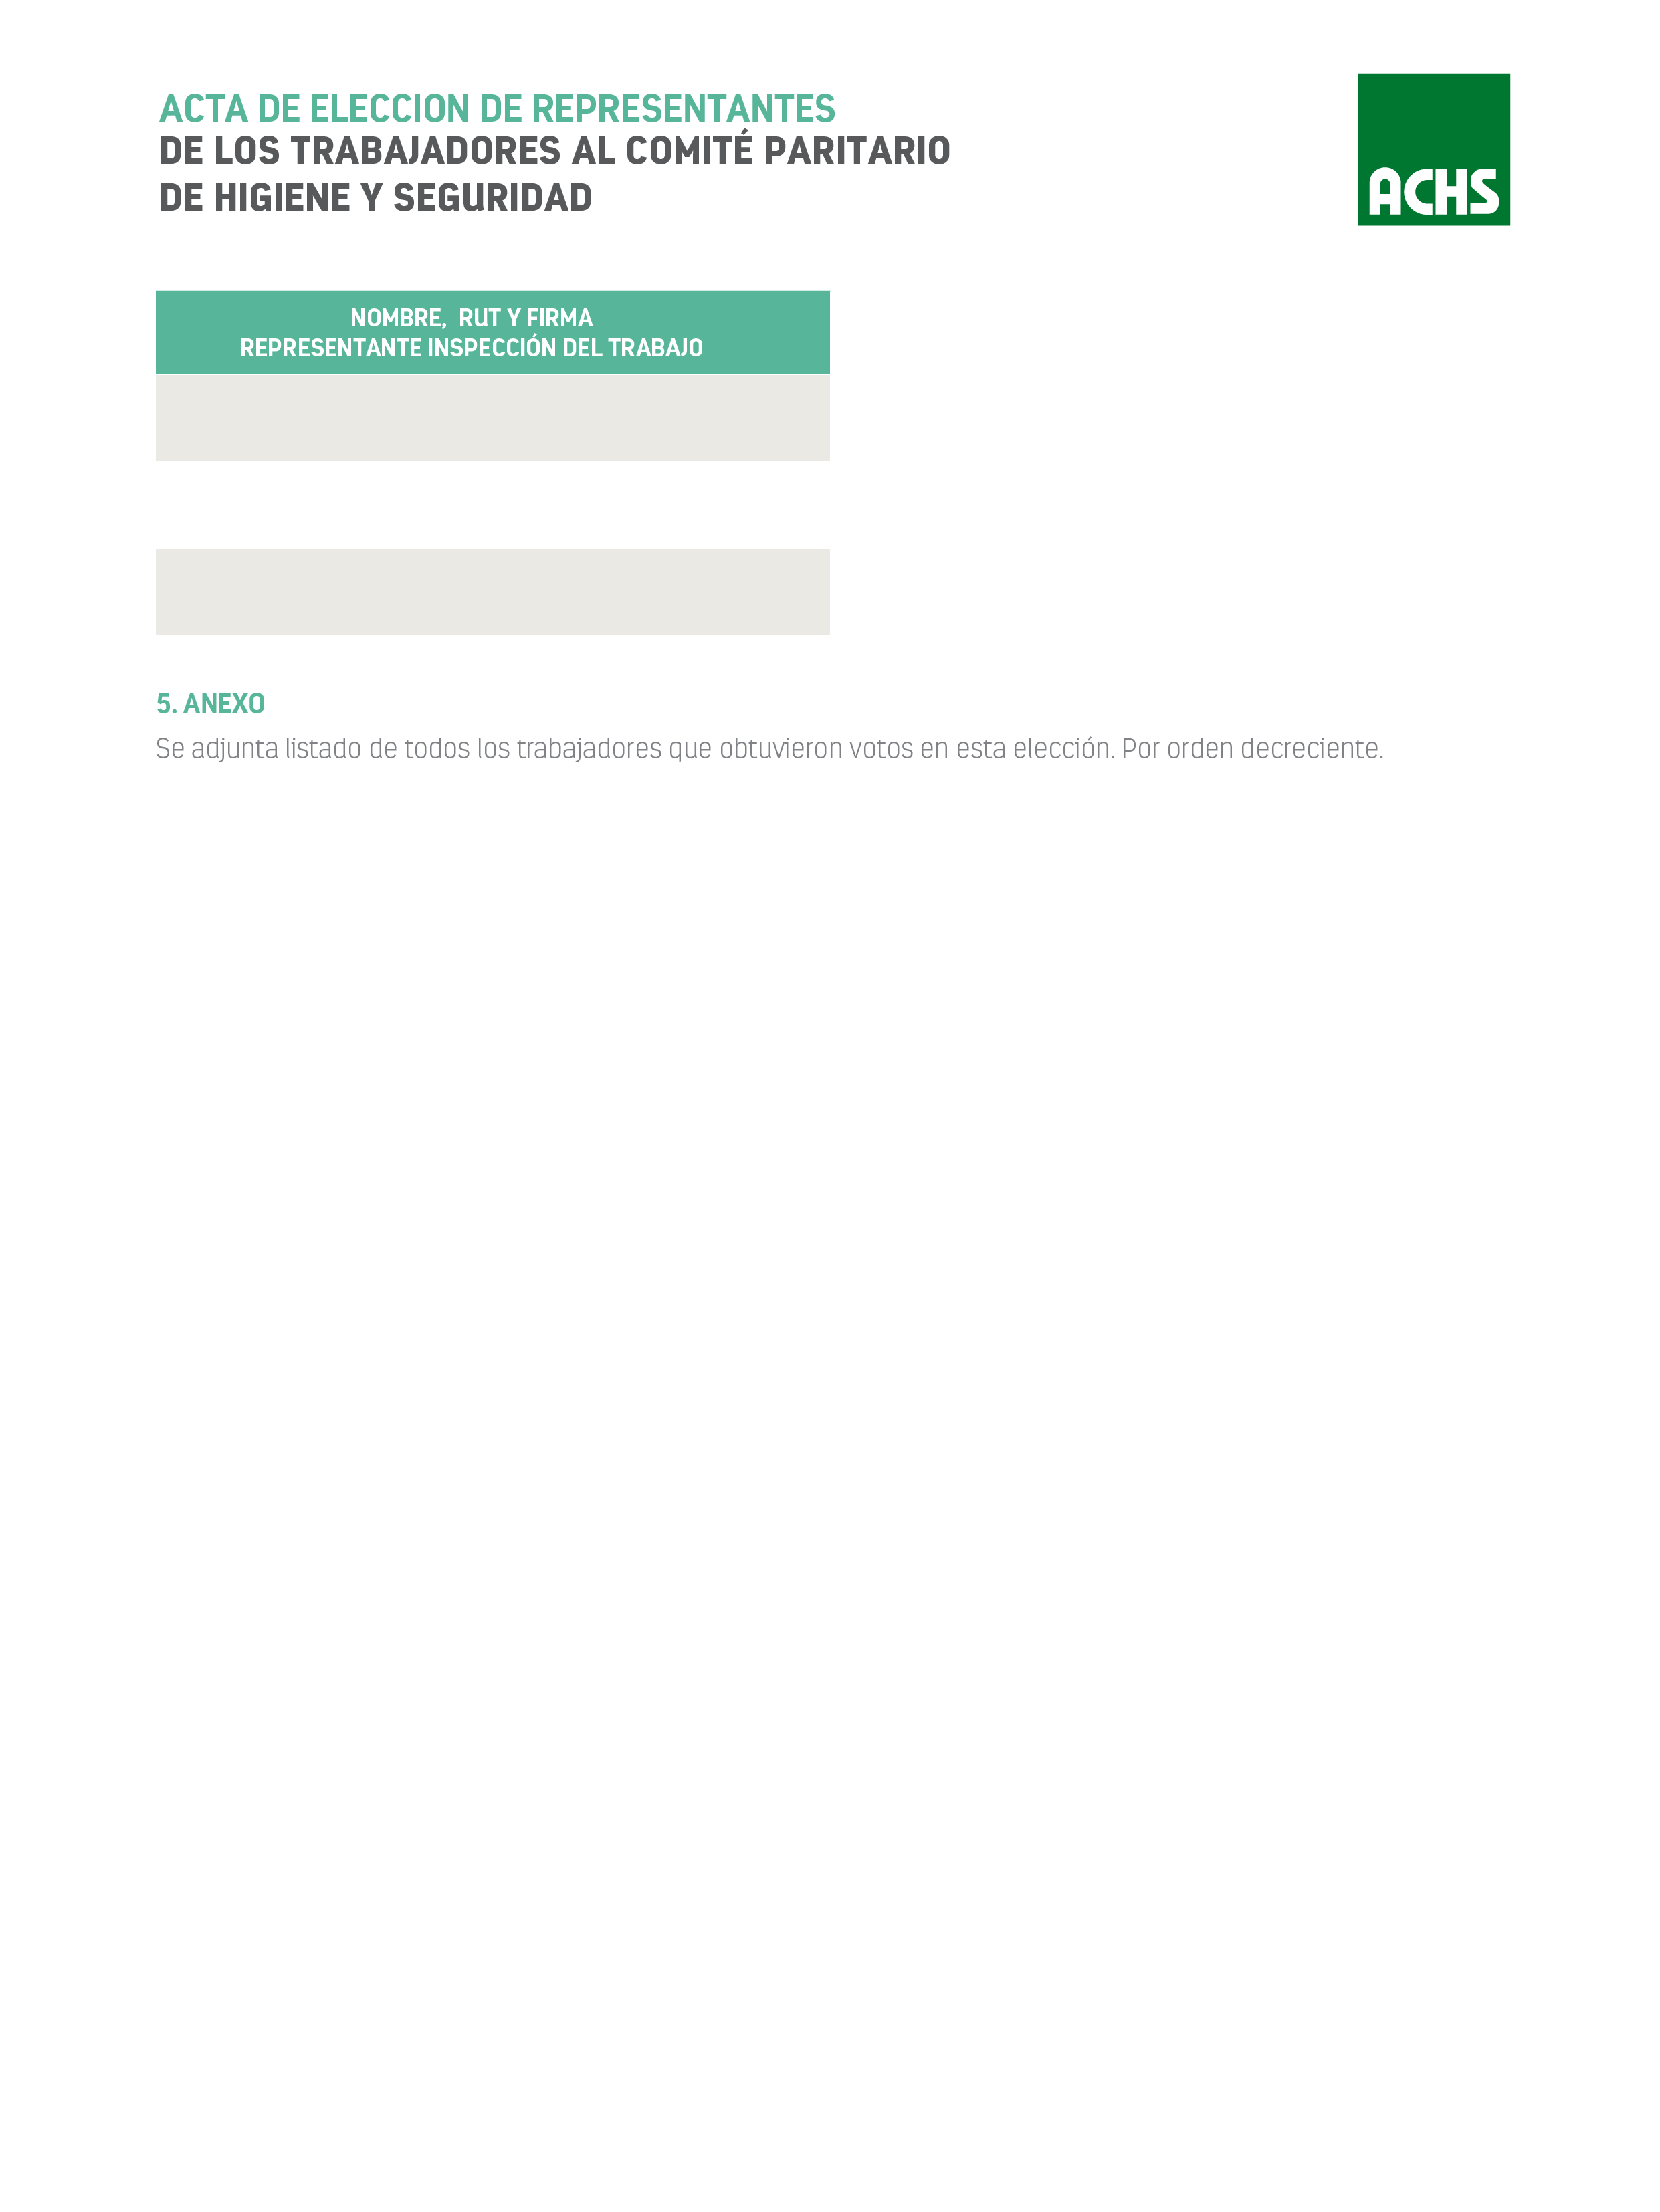 ACTA DE ELECCION DE REPRESENTANTES
DE LOS TRABAJADORES AL COMITÉ PARITARIO
DE HIGIENE Y SEGURIDAD
ACHS
NOMBRE, RUT Y FIRMA
REPRESENTANTE INSPECCIÓN DEL TRABAJO
5. ANEXO
Se adjunta listado de todos los trabajadores que obtuvieron votos en esta elección. Por orden decreciente.